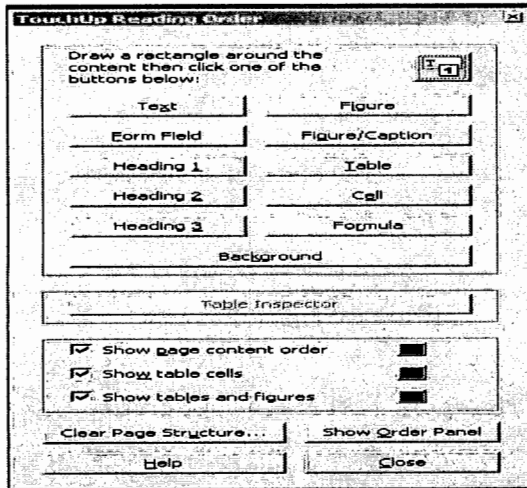 TouchUp Reading Order
Draw a rectangle around the
content then click one of the
buttons below:
Text Figure
Form Field Figure/Caption
Heading 1 Table
Heading 2 Cell
Heading 3 Formula
Background
Table Inspector
Show page content order
Show table cells
Show tables and figures
Clear Page Structure... Show Order Panel
Help Close